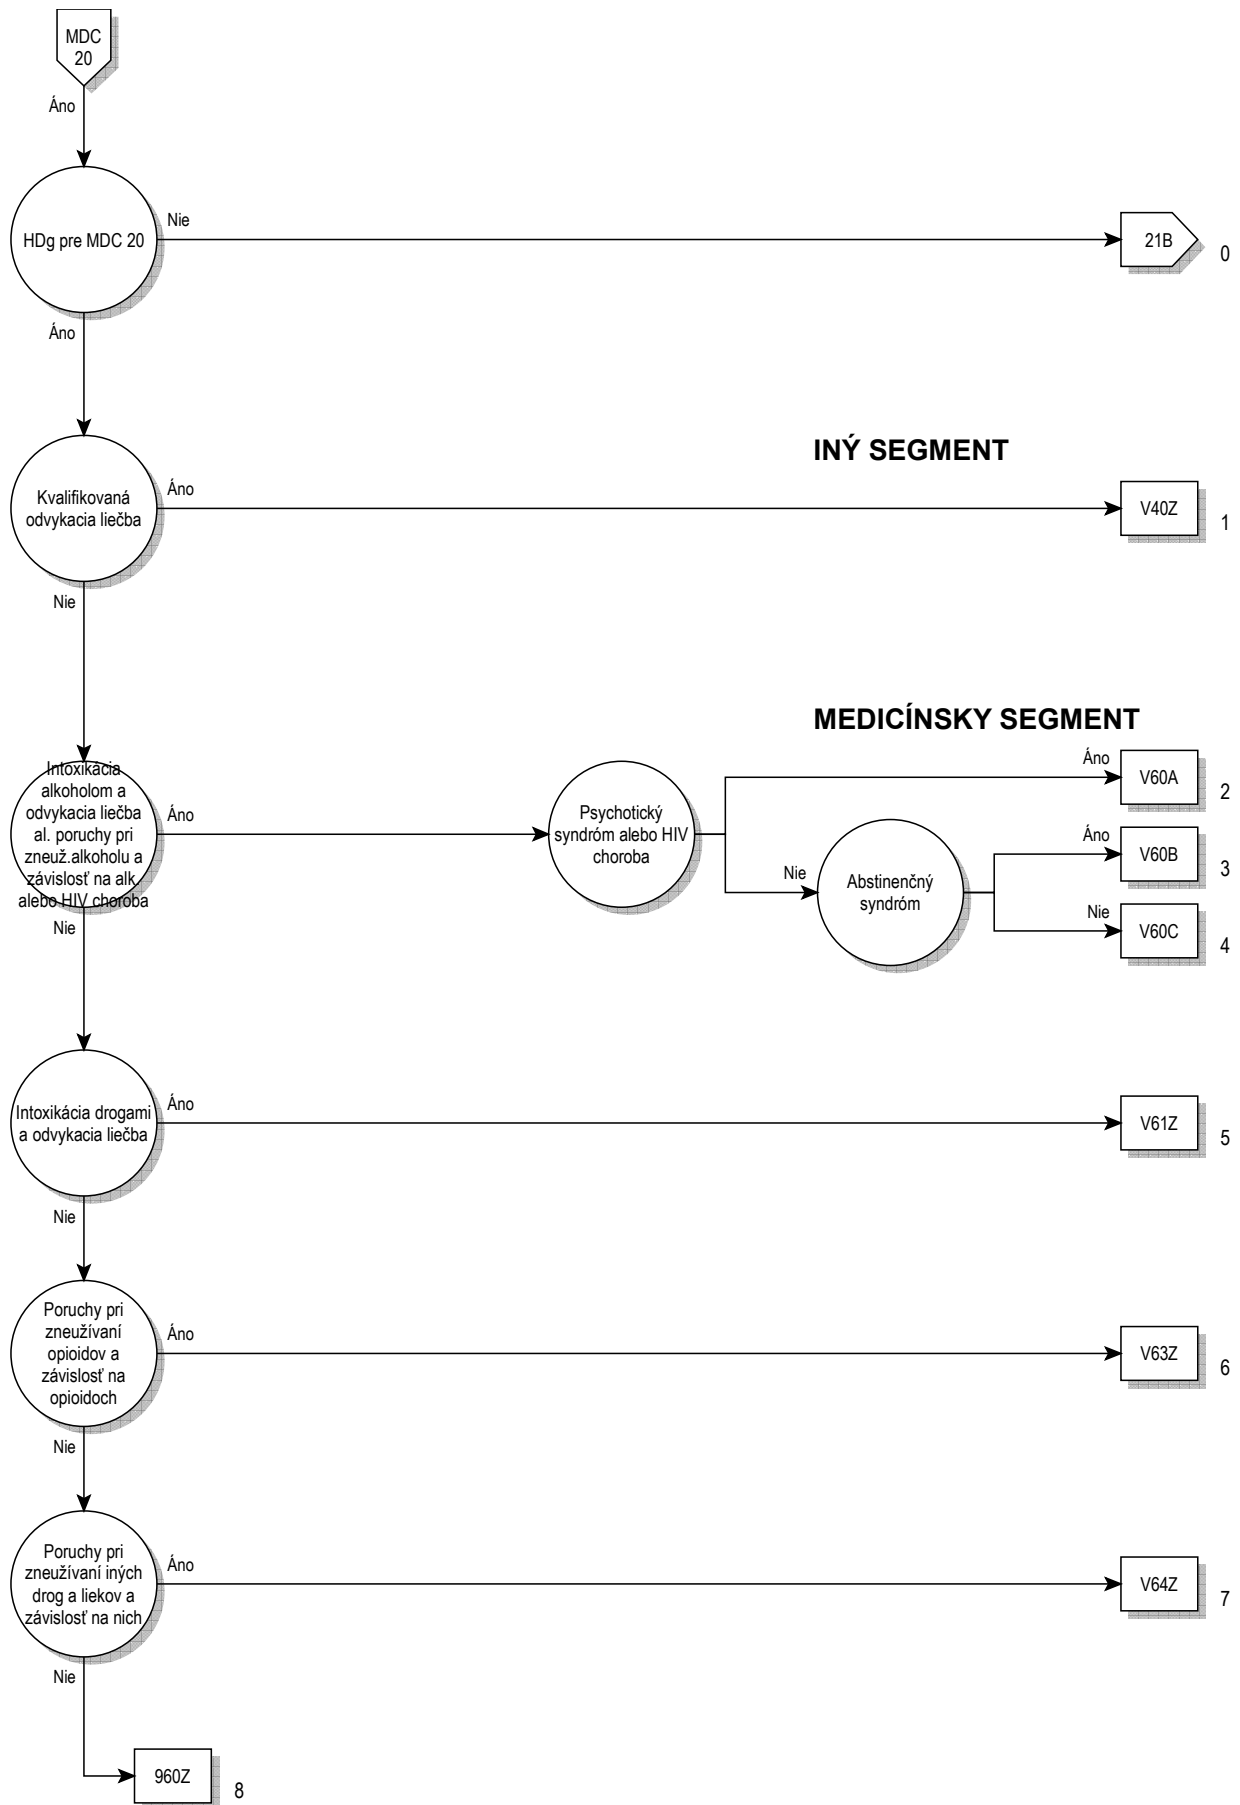 MDC
20
Áno
HDg pre MDC 20
Nie
21B
0
Áno
INÝ SEGMENT
Kvalifikovaná
odvykacia liečba
Áno
V40Z
1
Nie
MEDICÍNSKY SEGMENT
Intoxikácia
alkoholom a
odvykacia liečba
al. poruchy pri
zneuž.alkoholu a
závislosť na alk.
alebo HIV choroba
Áno
Psychotický
syndróm alebo HIV
choroba
Áno
V60A
2
Nie
Abstinenčný
syndróm
Áno
V60B
3
Nie
V60C
4
Nie
Intoxikácia drogami
a odvykacia liečba
Áno
V61Z
5
Nie
Poruchy pri
zneužívaní
opioidov a
závislosť na
opioidoch
Áno
V63Z
6
Nie
Poruchy pri
zneužívaní iných
drog a liekov a
závislosť na nich
Áno
V64Z
7
Nie
960Z
8